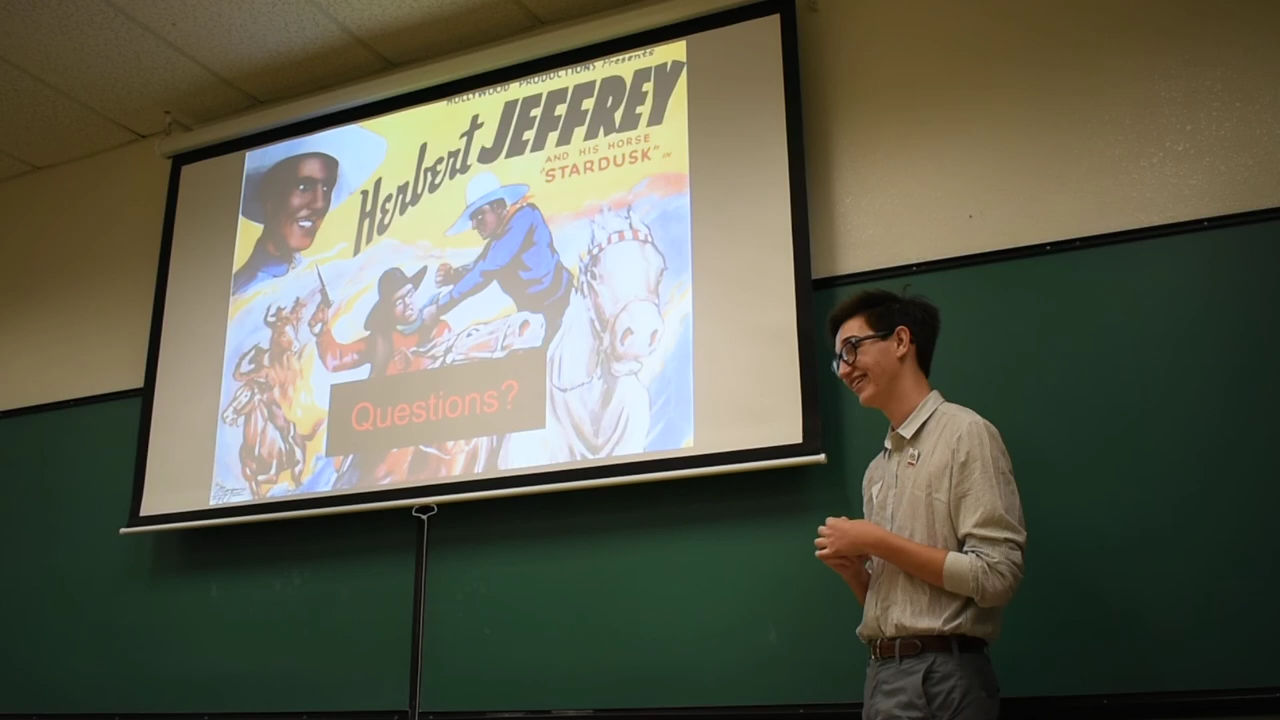 HOLLYWOOD PRODUCTIONS Presents
Herbert JEFFREY
AND HIS HORSE
"STARDUSK" in
Questions?